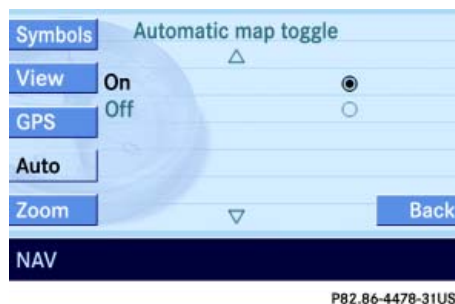 Symbols
Automatic map toggle
View
On
Off
GPS
Auto
Zoom
Back
NAV
P82.86-4478-31US